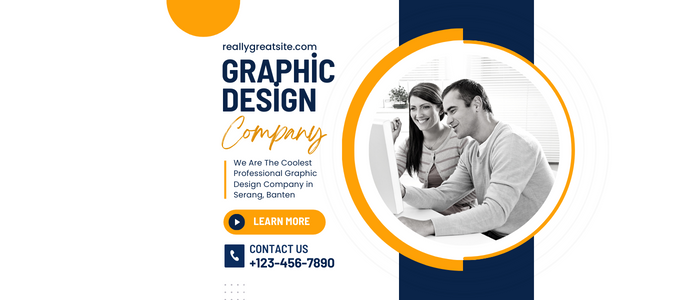 reallygreatsite.com
GRAPHIC
DESIGN
Company
We Are The Coolest
Professional Graphic
Design Company in
Serang, Banten
LEARN MORE
CONTACT US
+123-456-7890